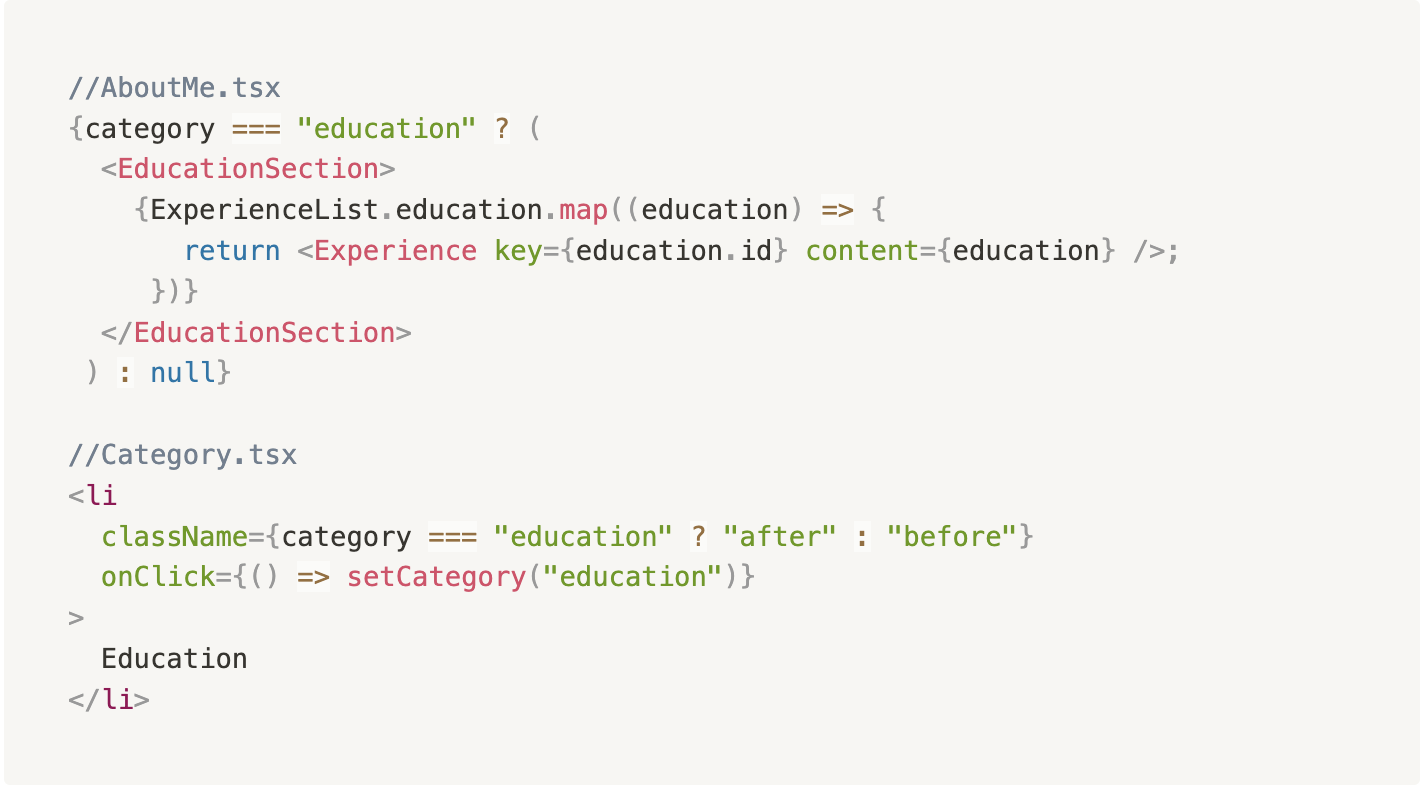 //AboutMe.tsx
{category === "education" ? (
  <EducationSection>
    {ExperienceList.education.map((education) => {
       return <Experience key={education.id} content={education} />;
     })}
  </EducationSection>
 ) : null}

//Category.tsx
<li
  className={category === "education" ? "after" : "before"}
  onClick={() => setCategory("education")}
>
  Education
</li>